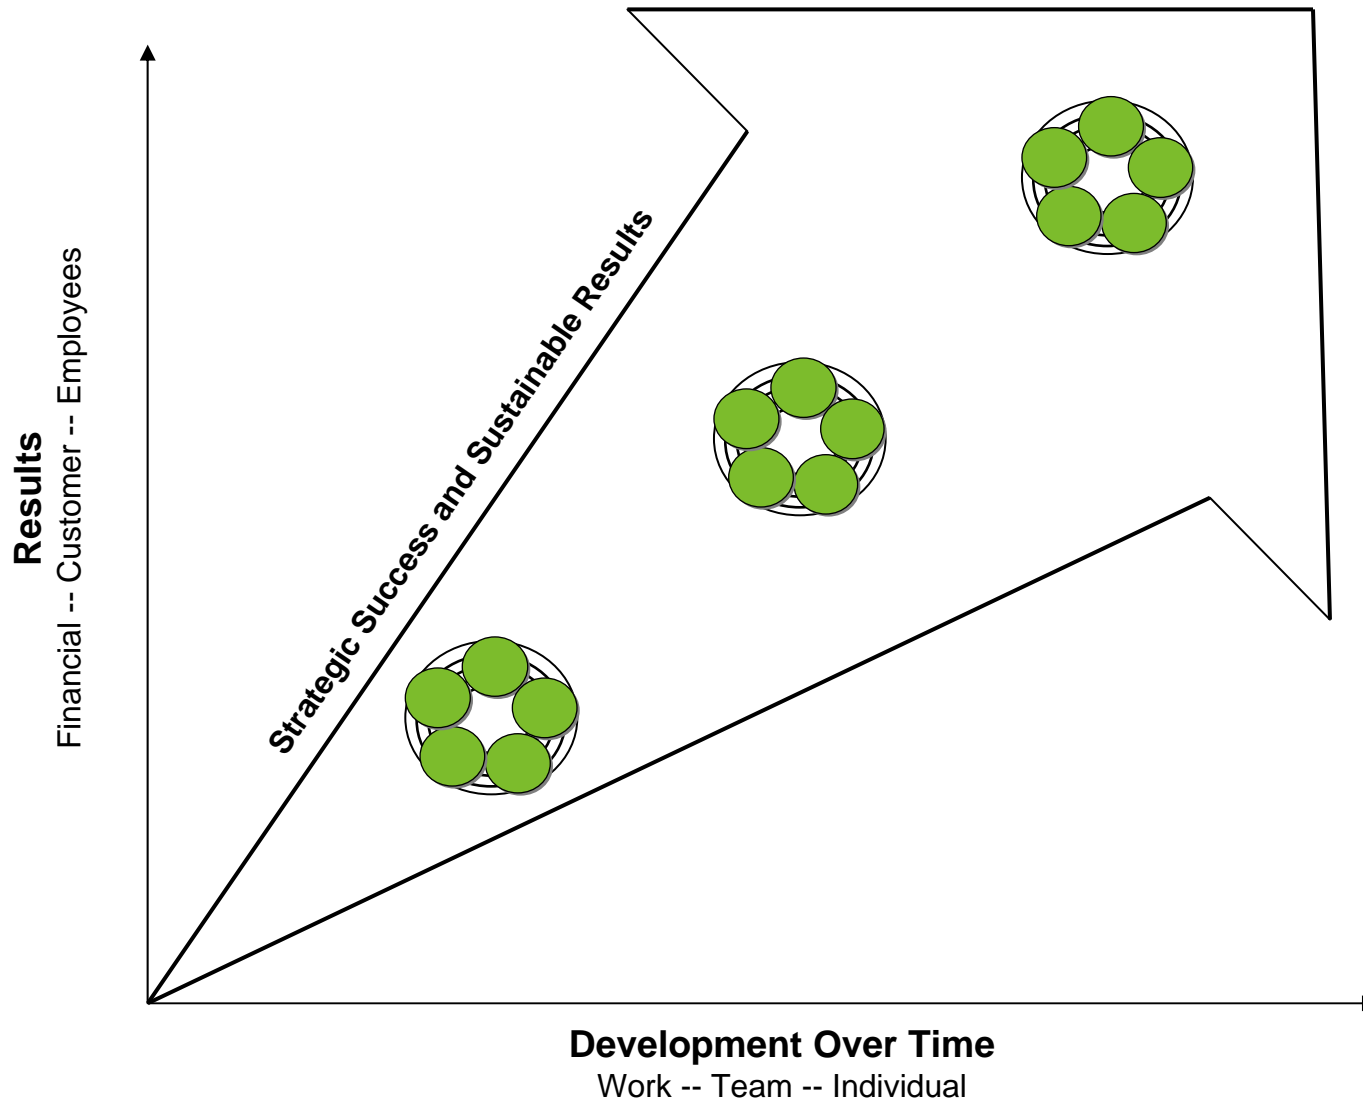 Results
Financial -- Customer -- Employees
Strategic Success and Sustainable Results
Development Over Time
Work -- Team -- Individual